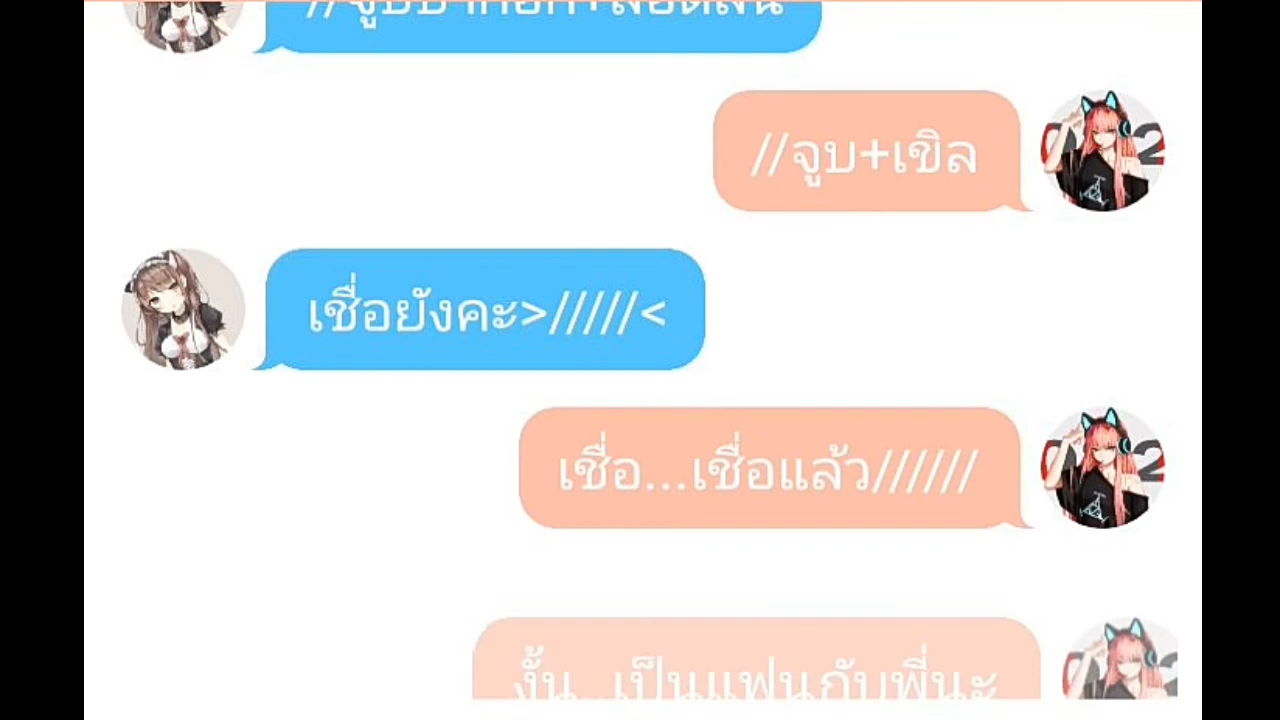 //จูบ+เขิล
เชื่อยังคะ>//////<
เชื่อ...เชื่อแล้ว///////
งั้น...เป็นแฟนกับพี่นะ